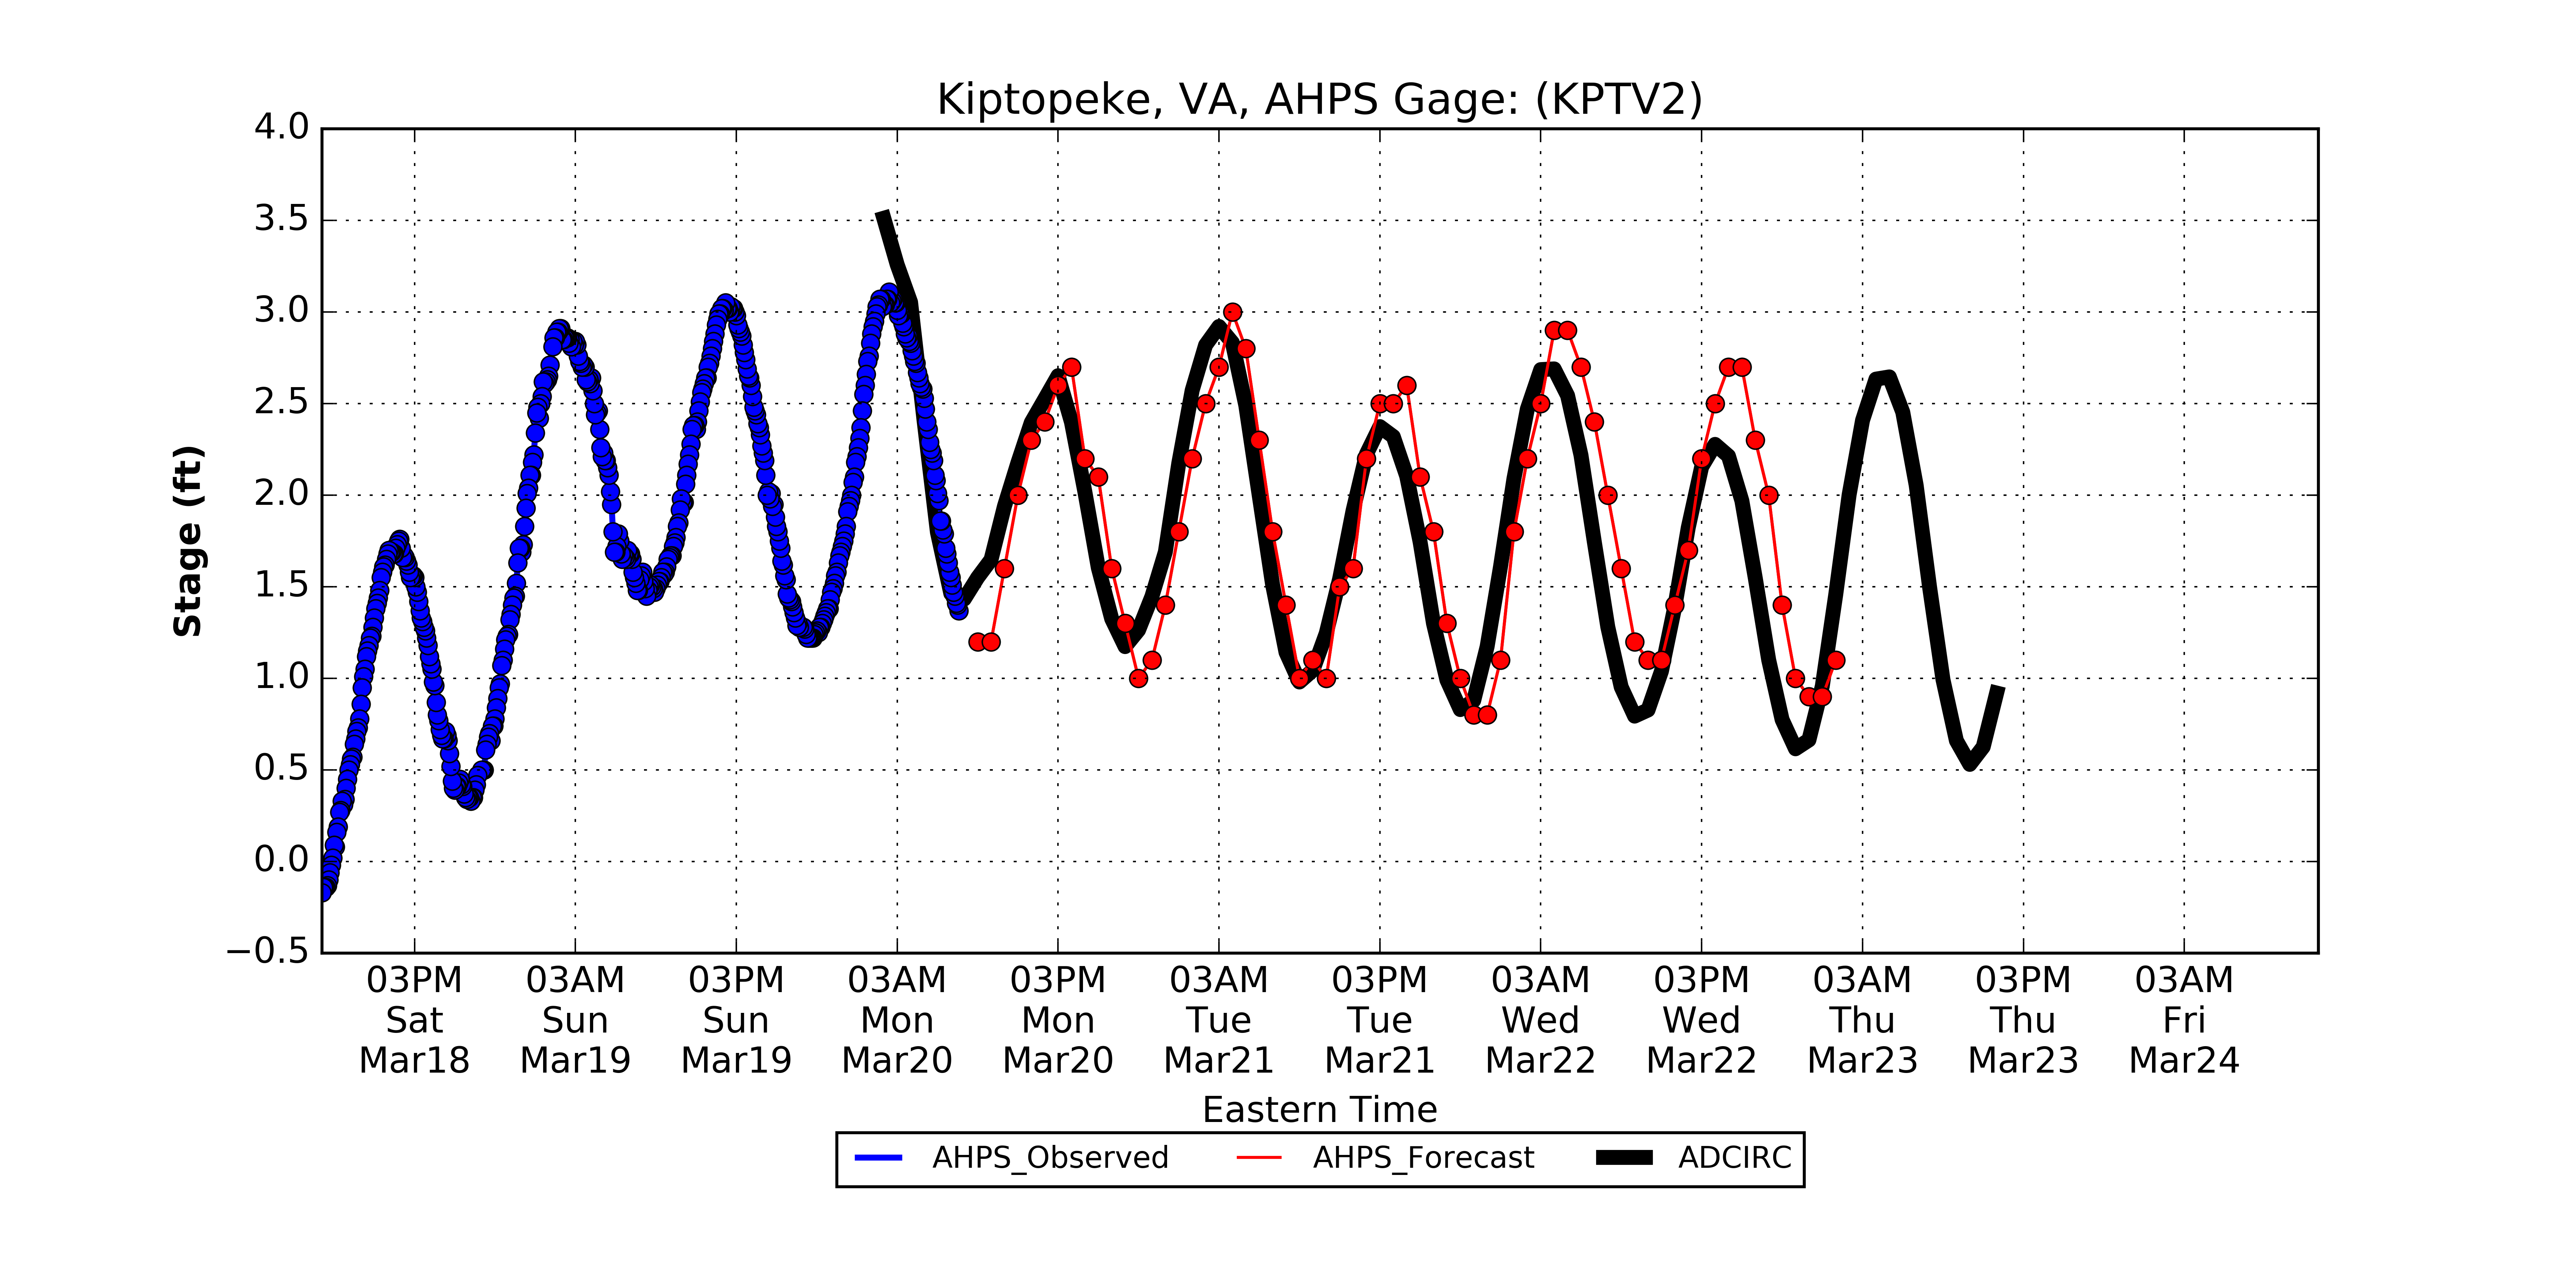 Kiptopeke, VA, AHPS Gage: (KPTV2)
4.0
3.5
3.0
2.5
2.0
1.5
1.0
0.5
0.0
−0.5
Stage (ft)
03PM 03AM 03PM 03AM 03PM 03AM 03PM 03AM 03PM 03AM 03PM 03AM
Sat Sun Sun Mon Mon Tue Tue Wed Wed Thu Thu Fri
Mar18 Mar19 Mar19 Mar20 Mar20 Mar21 Mar21 Mar22 Mar22 Mar23 Mar23 Mar24
Eastern Time
AHPS_Observed AHPS_Forecast ADCIRC